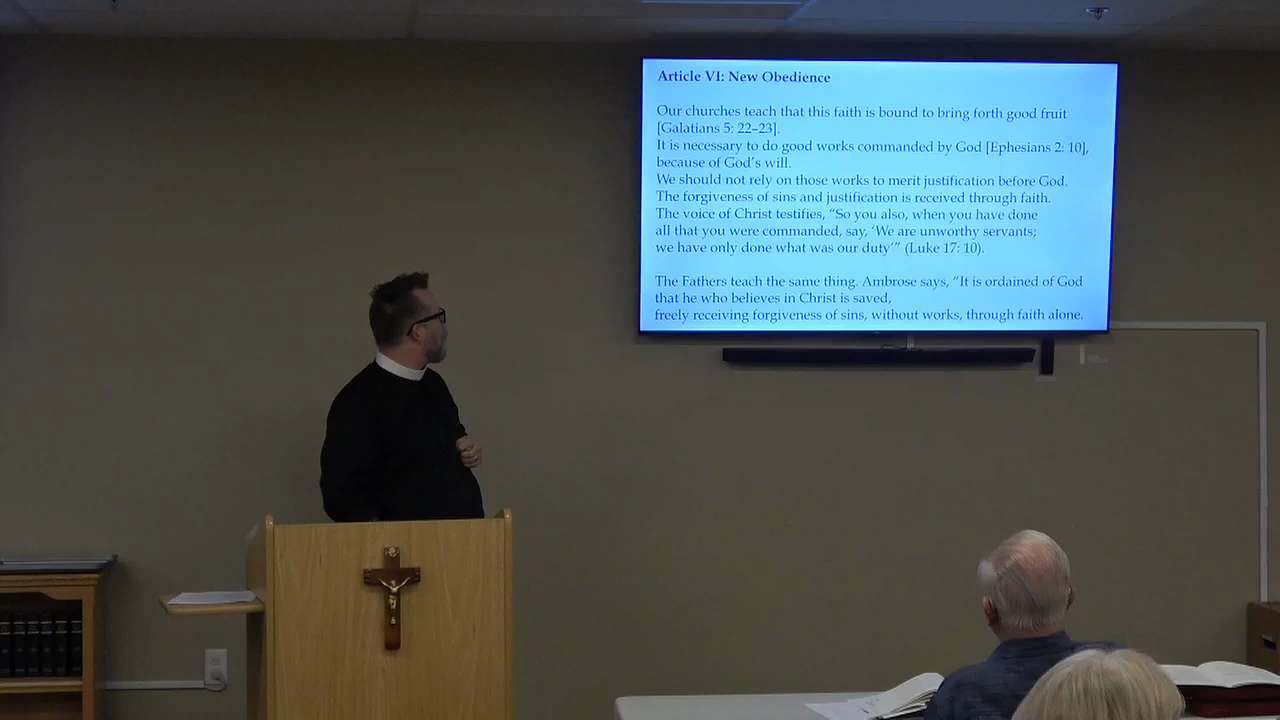 Article VI: New Obedience
Our churches teach that this faith is bound to bring forth good fruit
[Galatians 5: 22–23].
It is necessary to do good works commanded by God [Ephesians 2: 10],
because of God's will.
We should not rely on those works to merit justification before God.
The forgiveness of sins and justification is received through faith.
The voice of Christ testifies, “So you also, when you have done
all that you were commanded, say, ‘We are unworthy servants;
we have only done what was our duty’” (Luke 17: 10).
The Fathers teach the same thing. Ambrose says, “It is ordained of God
that he who believes in Christ is saved,
freely receiving forgiveness of sins, without works, through faith alone.